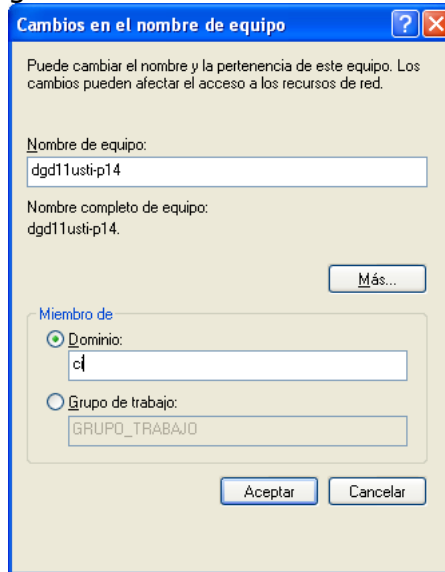 Cambios en el nombre de equipo
Puede cambiar el nombre y la pertenencia de este equipo. Los
cambios pueden afectar el acceso a los recursos de red.
Nombre de equipo:
dgd11usti-p14
Nombre completo de equipo:
dgd11usti-p14.
Más...
Miembro de
Dominio:
ci
Grupo de trabajo:
GRUPO_TRABAJO
Aceptar Cancelar